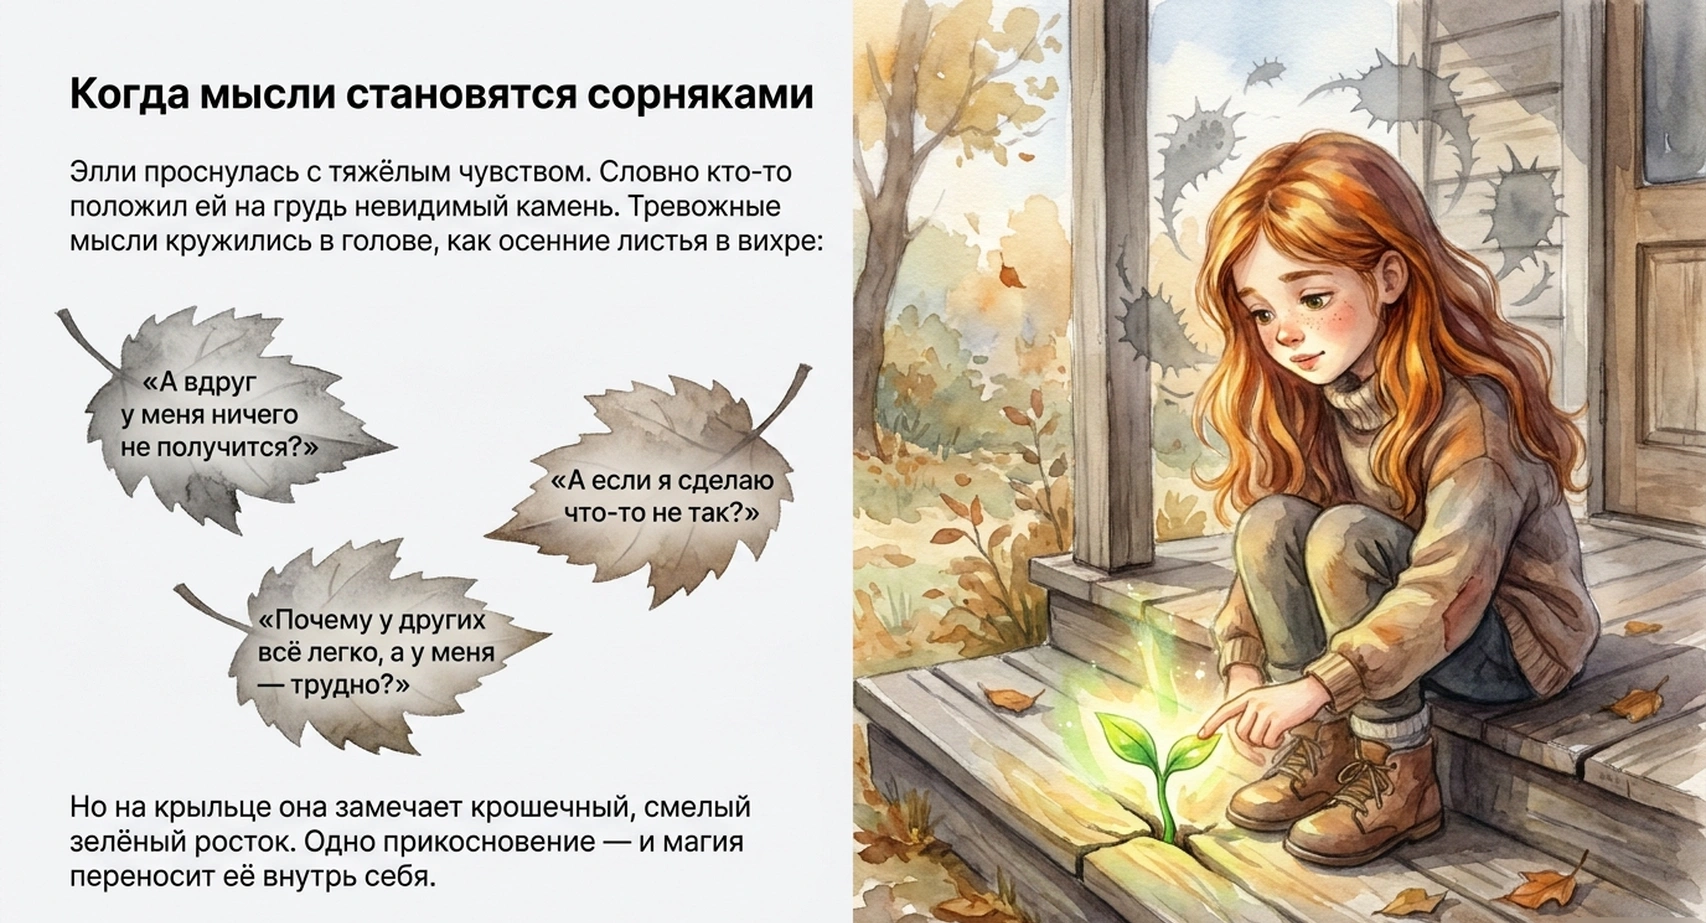 Когда мысли становятся сорняками
Элли проснулась с тяжёлым чувством. Словно кто-то
положил ей на грудь невидимый камень. Тревожные
мысли кружились в голове, как осенние листья в вихре:
«А вдруг
у меня ничего
не получится?»
«А если я сделаю
что-то не так?»
«Почему у других
всё легко, а у меня
— трудно?»
Но на крыльце она замечает крошечный, смелый
зелёный росток. Одно прикосновение — и магия
переносит её внутрь себя.